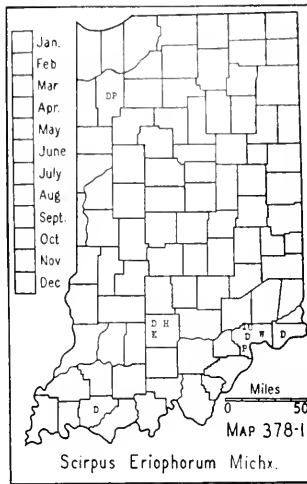 Jan.
Feb
Mar
Apr.
May
June
July
Aug
Sept.
Oct
Nov
Dec
DP
D H
K
TC
D W D
P
D
Miles
0 50
MAP 378-1
Scirpus Eriophorum Michx.